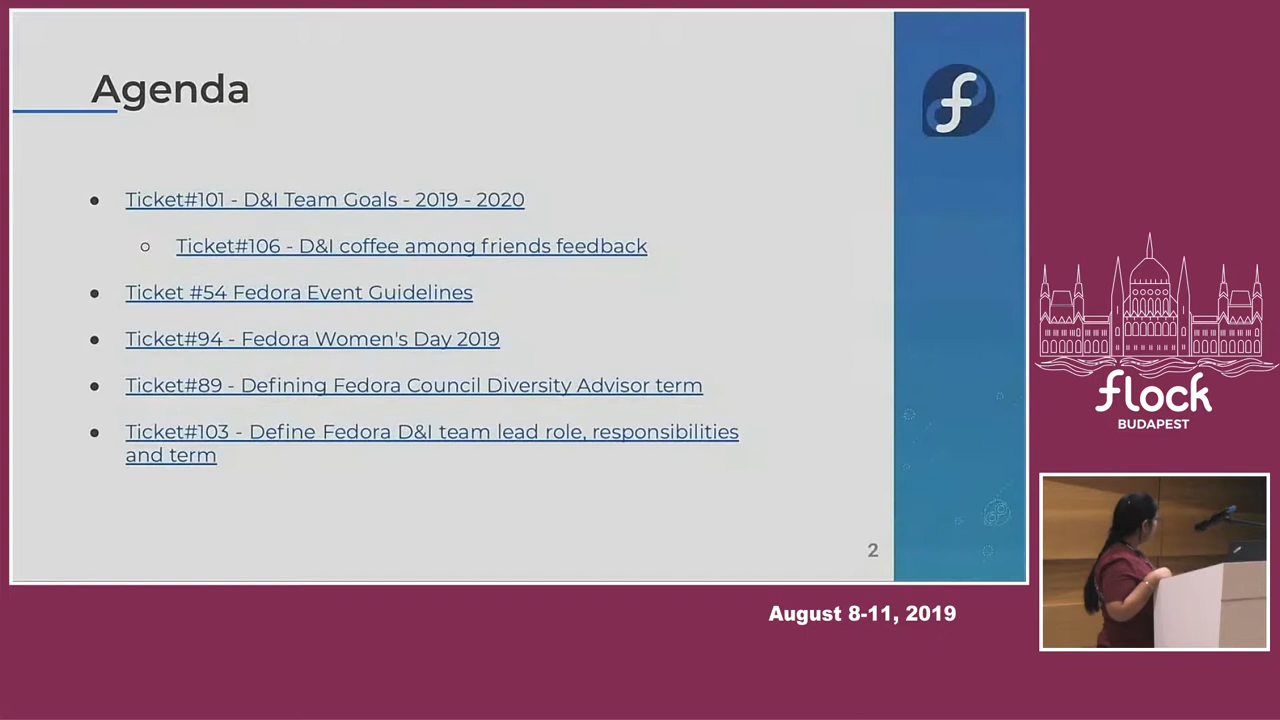 Agenda
Ticket#101 - D&I Team Goals - 2019 - 2020
Ticket#106 - D&I coffee among friends feedback
Ticket #54 Fedora Event Guidelines
Ticket#94 - Fedora Women's Day 2019
Ticket#89 - Defining Fedora Council Diversity Advisor term
Ticket#103 - Define Fedora D&I team lead role, responsibilities
and term
2
flock
BUDAPEST
August 8-11, 2019